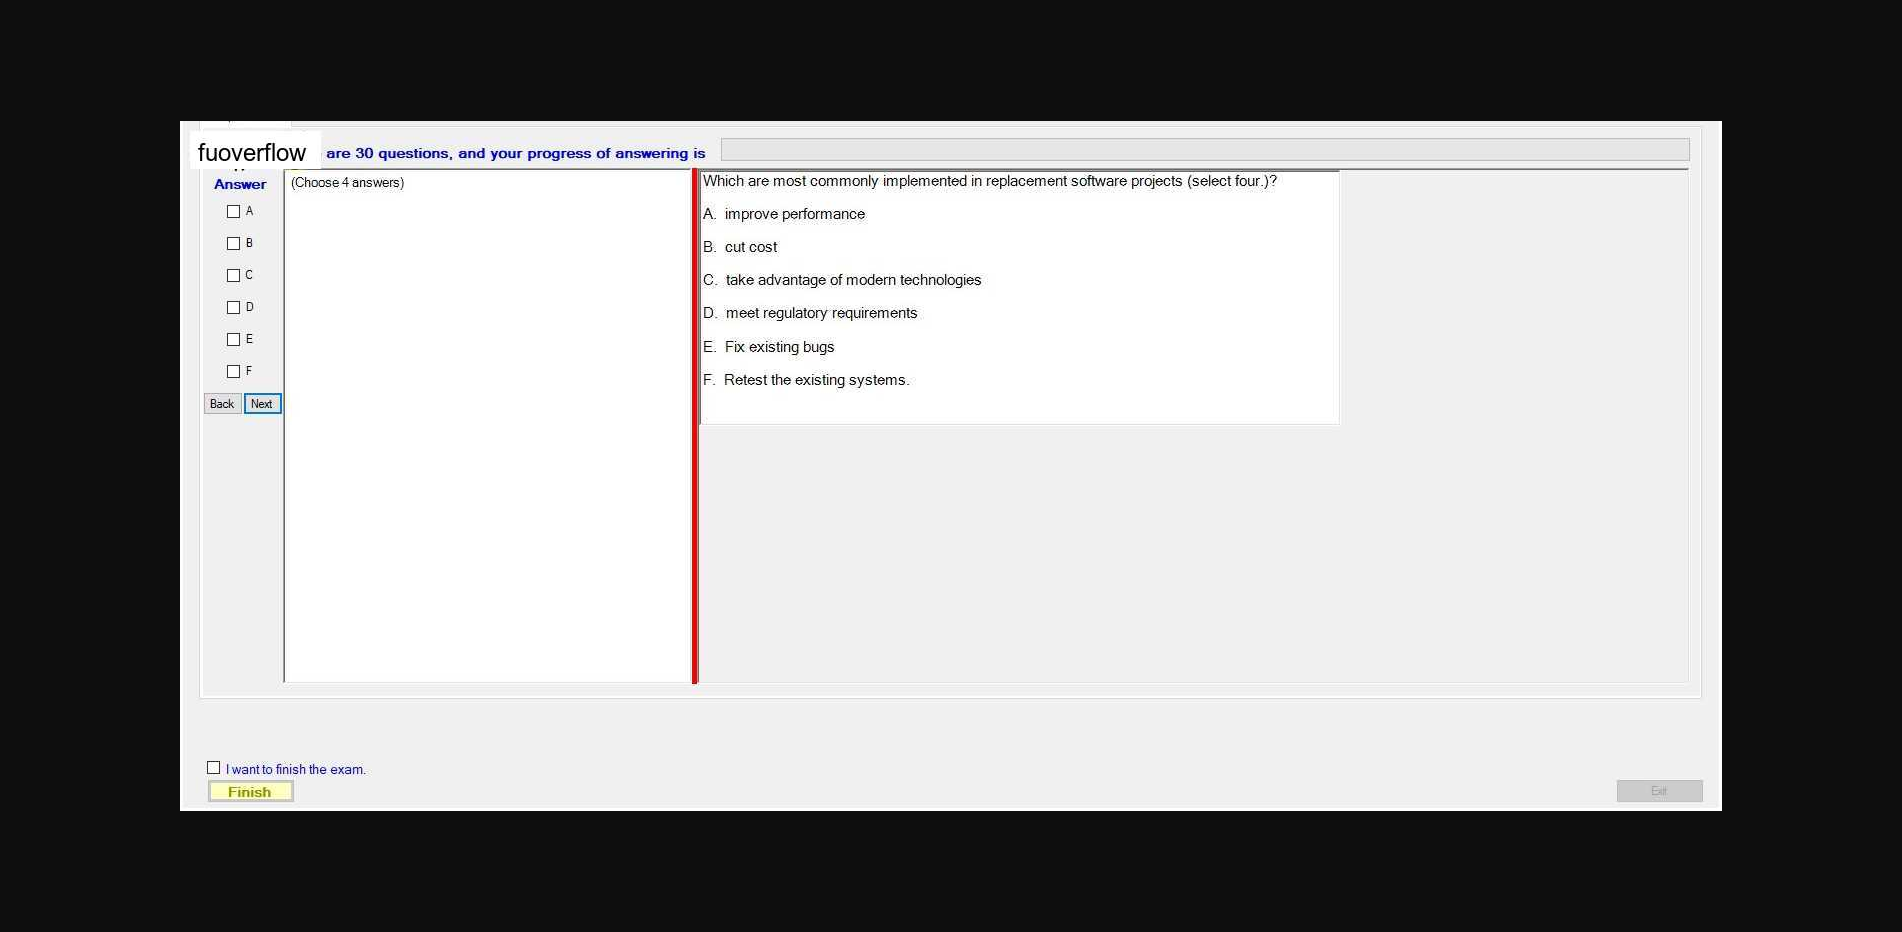 fuoverflow are 30 questions, and your progress of answering is
Answer
(Choose 4 answers)
A
B
C
D
E
F
Back Next
Which are most commonly implemented in replacement software projects (select four.)?
A. improve performance
B. cut cost
C. take advantage of modern technologies
D. meet regulatory requirements
E. Fix existing bugs
F. Retest the existing systems.
I want to finish the exam.
Finish
Exit